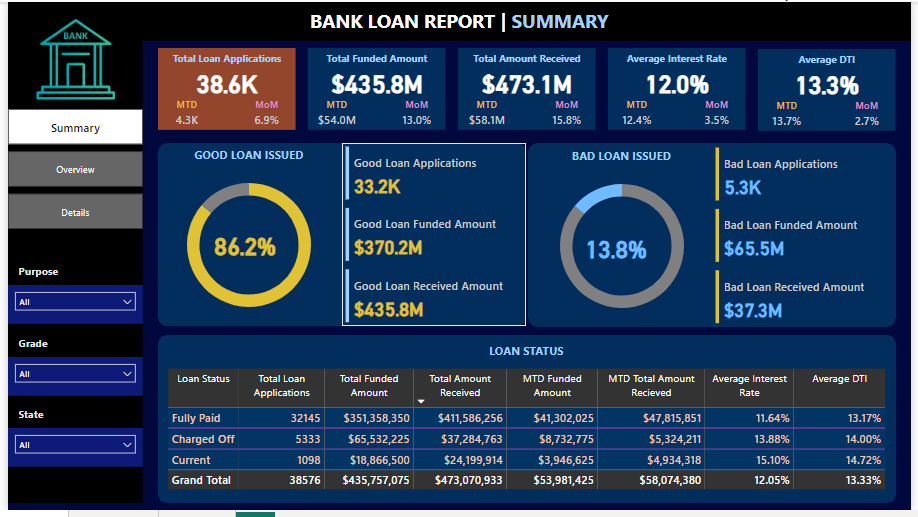 BANK LOAN REPORT | SUMMARY
BANK
Summary
Overview
Details
Purpose
All
Grade
All
State
All
Total Loan Applications
38.6K
MTD MoM
4.3K 6.9%
Total Funded Amount
$435.8M
MTD MoM
$54.0M 13.0%
Total Amount Received
$473.1M
MTD MoM
$58.1M 15.8%
Average Interest Rate
12.0%
MTD MoM
12.4% 3.5%
Average DTI
13.3%
MTD MoM
13.7% 2.7%
GOOD LOAN ISSUED
86.2%
Good Loan Applications
33.2K
Good Loan Funded Amount
$370.2M
Good Loan Received Amount
$435.8M
BAD LOAN ISSUED
13.8%
Bad Loan Applications
5.3K
Bad Loan Funded Amount
$65.5M
Bad Loan Received Amount
$37.3M
LOAN STATUS
Loan Status Total Loan Total Funded Total Amount MTD Funded MTD Total Amount Average Interest Average DTI
Applications Amount Received Amount Recieved Rate
Fully Paid 32145 $351,358,350 $411,586,256 $41,302,025 $47,815,851 11.64% 13.17%
Charged Off 5333 $65,532,225 $37,284,763 $8,732,775 $5,324,211 13.88% 14.00%
Current 1098 $18,866,500 $24,199,914 $3,946,625 $4,934,318 15.10% 14.72%
Grand Total 38576 $435,757,075 $473,070,933 $53,981,425 $58,074,380 12.05% 13.33%